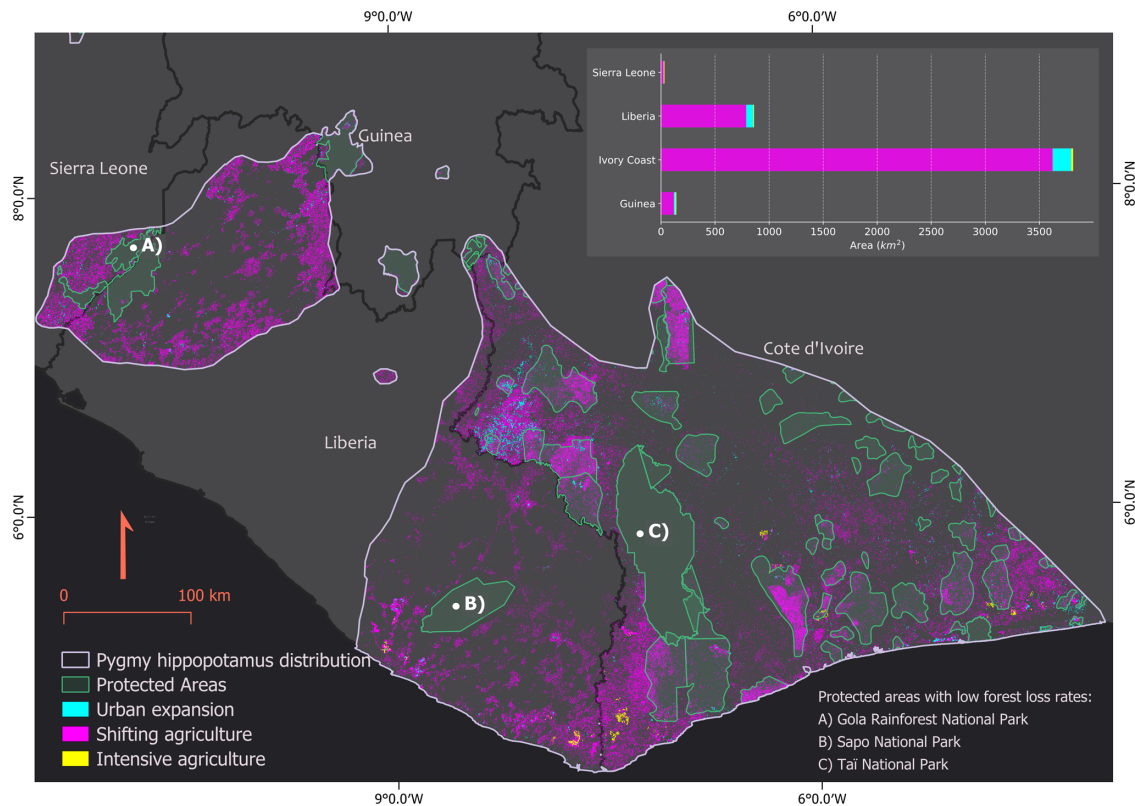 9°0.0'W
6°0.0'W
Sierra Leone
Liberia
Ivory Coast
Guinea
0
500
1000
1500
2000
2500
3000
3500
Area (km²)
Guinea
Sierra Leone
8°0.0'N
8°0.0'N
A)
Cote d'Ivoire
Liberia
6°0.0'N
6°0.0'N
C)
B)
0 100 km
Pygmy hippopotamus distribution
Protected Areas
Urban expansion
Shifting agriculture
Intensive agriculture
Protected areas with low forest loss rates:
A) Gola Rainforest National Park
B) Sapo National Park
C) Taï National Park
9°0.0'W
6°0.0'W